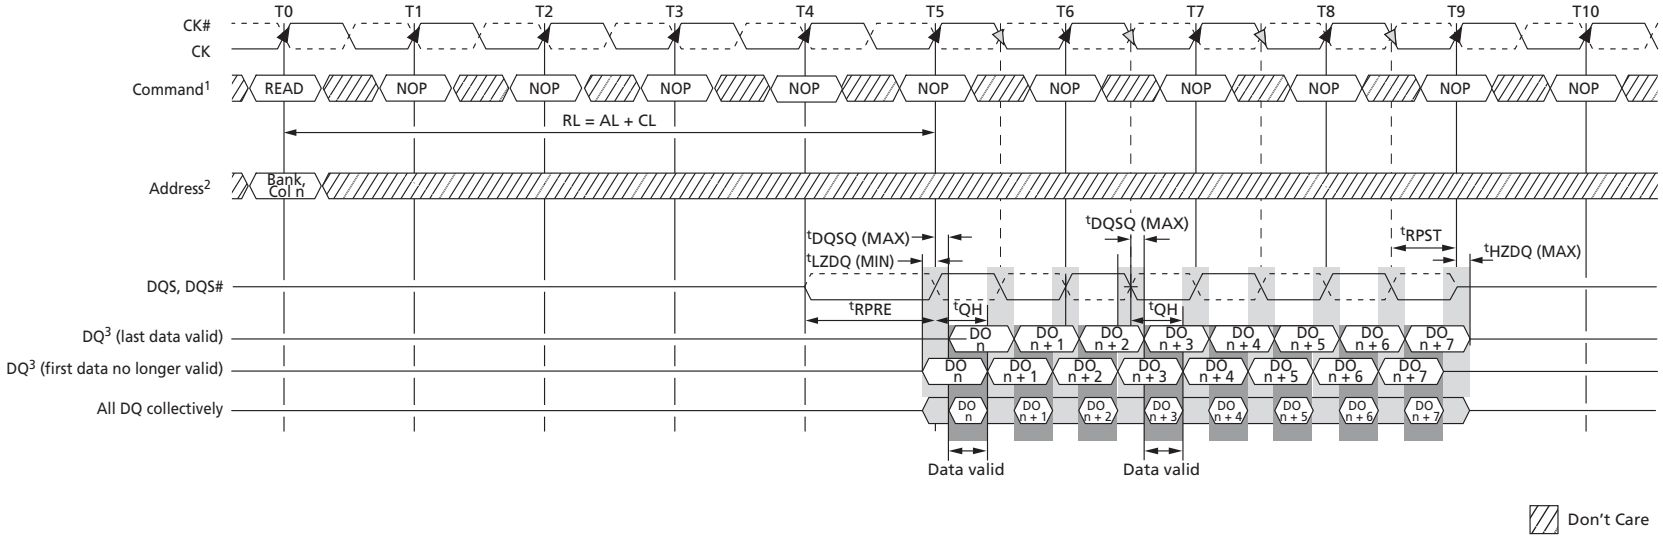 T0 T1 T2 T3 T4 T5 T6 T7 T8 T9 T10
CK#
CK
Command1 READ NOP NOP NOP NOP NOP NOP NOP NOP NOP NOP
RL = AL + CL
Address2 Bank,
Col n
tDQSQ (MAX) tDQSQ (MAX) tRPST
tLZDQ (MIN) tHZDQ (MAX)
DQS, DQS#
tRPRE tQH tQH
DQ3 (last data valid) DO n DO n + 1 DO n + 2 DO n + 3 DO n + 4 DO n + 5 DO n + 6 DO n + 7
DQ3 (first data no longer valid) DO n DO n + 1 DO n + 2 DO n + 3 DO n + 4 DO n + 5 DO n + 6 DO n + 7
All DQ collectively DO n DO n + 1 DO n + 2 DO n + 3 DO n + 4 DO n + 5 DO n + 6 DO n + 7
Data valid Data valid
Don't Care